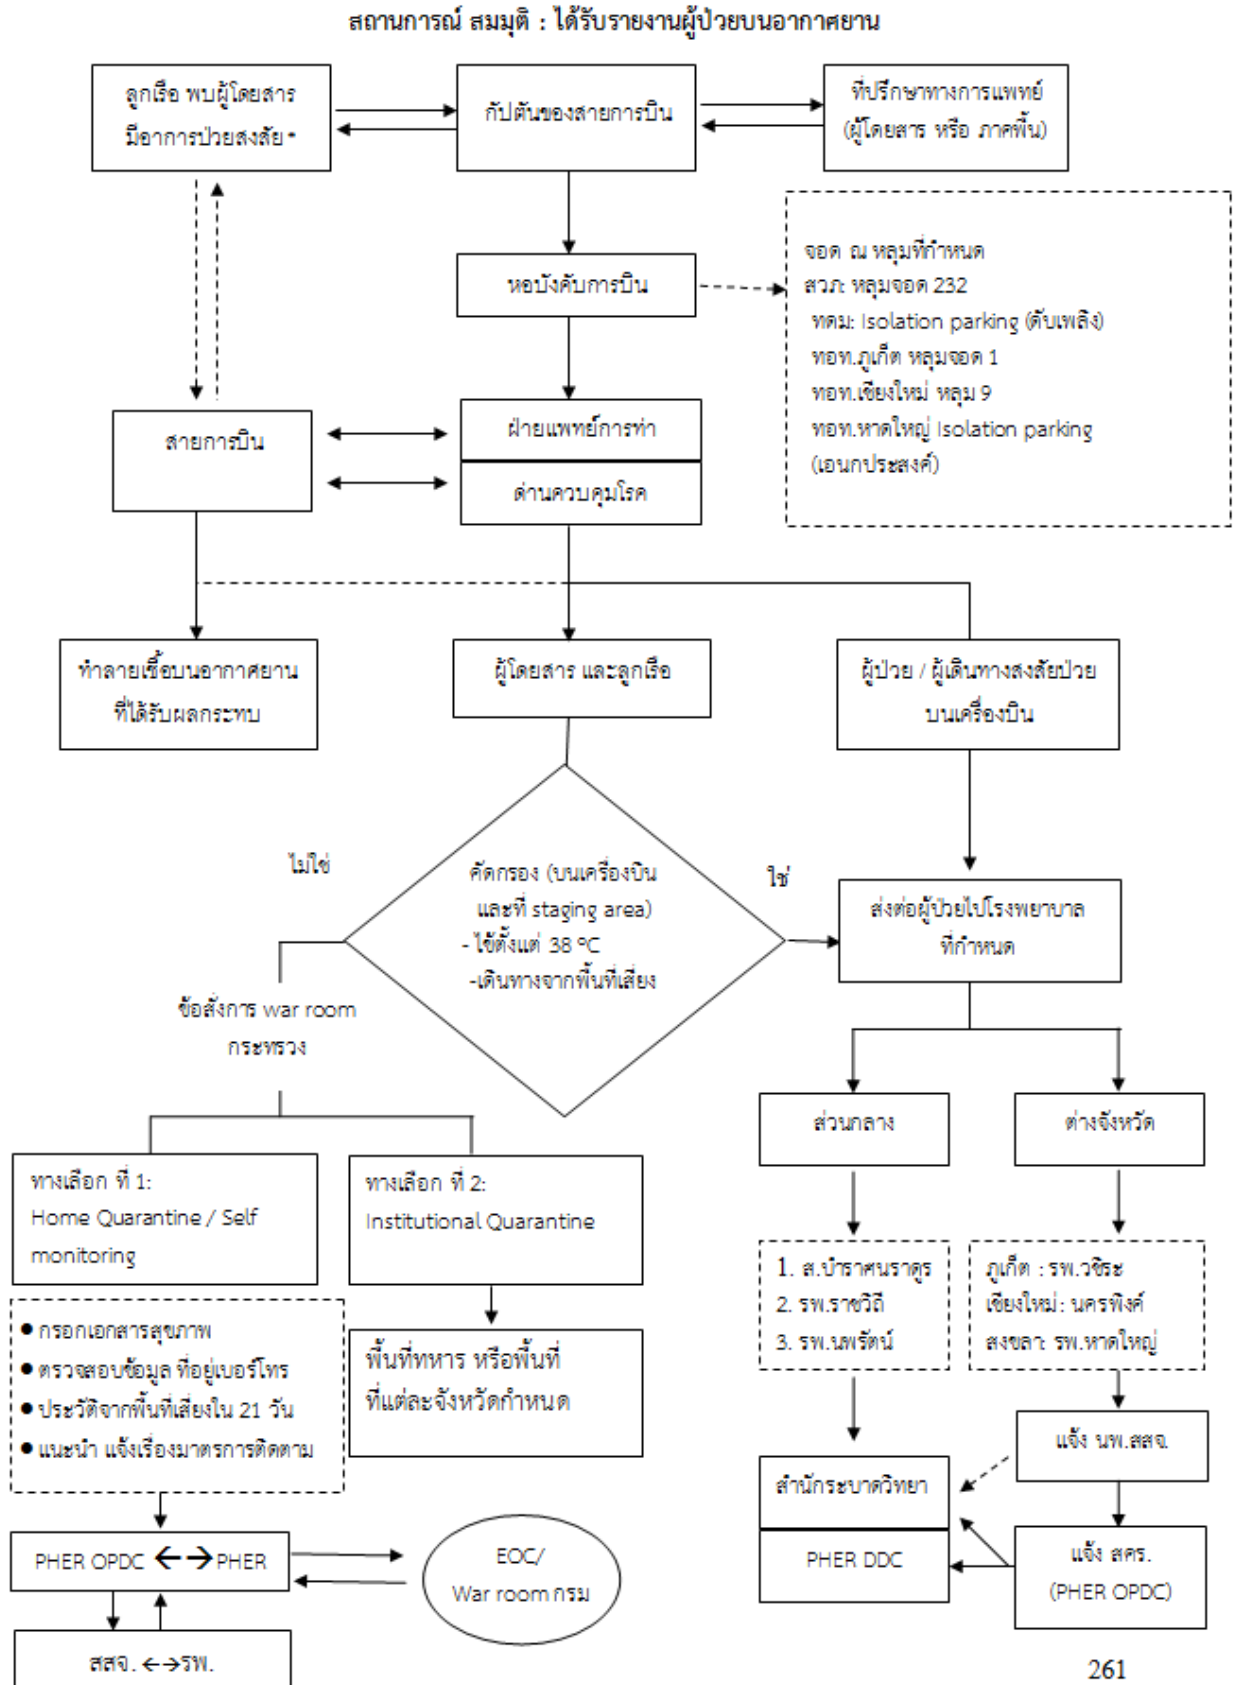 สถานการณ์ สมมุติ : ได้รับรายงานผู้ป่วยบนอากาศยาน
ลูกเรือ พบผู้โดยสาร
มีอาการป่วยสงสัย*
กัปตันของสายการบิน
ที่ปรึกษาทางการแพทย์
(ผู้โดยสาร หรือ ภาคพื้น)
หอบังคับการบิน
จอด ณ หลุมที่กำหนด
สวภ: หลุมจอด 232
ทดม: Isolation parking (ดับเพลิง)
ทอท.ภูเก็ต หลุมจอด 1
ทอท.เชียงใหม่ หลุม 9
ทอท.หาดใหญ่ Isolation parking
(เอนกประสงค์)
สายการบิน
ฝ่ายแพทย์การท่า
ด่านควบคุมโรค
ทำลายเชื้อบนอากาศยาน
ที่ได้รับผลกระทบ
ผู้โดยสาร และลูกเรือ
ผู้ป่วย / ผู้เดินทางสงสัยป่วย
บนเครื่องบิน
ไม่ใช่
คัดกรอง (บนเครื่องบิน
และที่ staging area)
- ไข้ตั้งแต่ 38 °C
-เดินทางจากพื้นที่เสี่ยง
ใช่
ส่งต่อผู้ป่วยไปโรงพยาบาล
ที่กำหนด
ข้อสั่งการ war room
กระทรวง
ส่วนกลาง
ต่างจังหวัด
ทางเลือก ที่ 1:
Home Quarantine / Self
monitoring
ทางเลือก ที่ 2:
Institutional Quarantine
1. ส.บำราศนราดูร
2. รพ.ราชวิถี
3. รพ.นพรัตน์
ภูเก็ต : รพ.วชิระ
เชียงใหม่: นครพิงค์
สงขลา: รพ.หาดใหญ่
● กรอกเอกสารสุขภาพ
● ตรวจสอบข้อมูล ที่อยู่เบอร์โทร
● ประวัติจากพื้นที่เสี่ยงใน 21 วัน
● แนะนำ แจ้งเรื่องมาตรการติดตาม
พื้นที่ทหาร หรือพื้นที่
ที่แต่ละจังหวัดกำหนด
แจ้ง นพ.สสจ.
สำนักระบาดวิทยา
PHER DDC
แจ้ง สคร.
(PHER OPDC)
PHER OPDC ←→ PHER
EOC/
War room กรม
สสจ. ←→รพ.
261